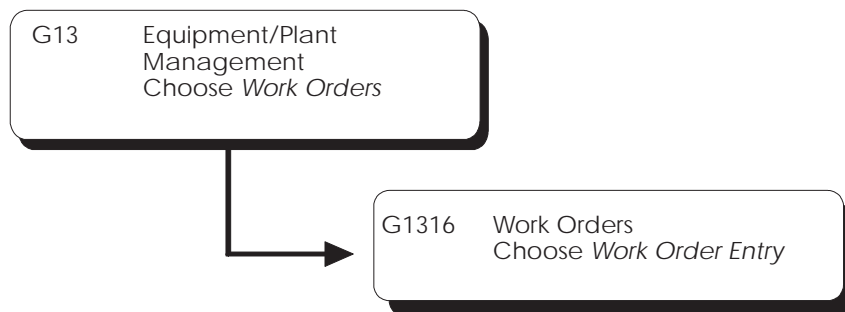 G13 Equipment/Plant
Management
Choose Work Orders
G1316 Work Orders
Choose Work Order Entry